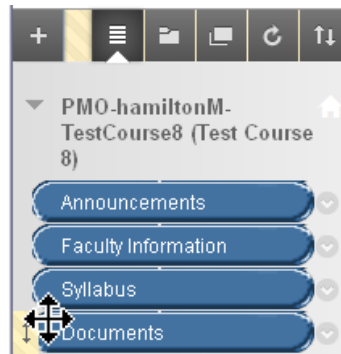 PMO-hamiltonM-
TestCourse8 (Test Course
8)
Announcements
Faculty Information
Syllabus
Documents